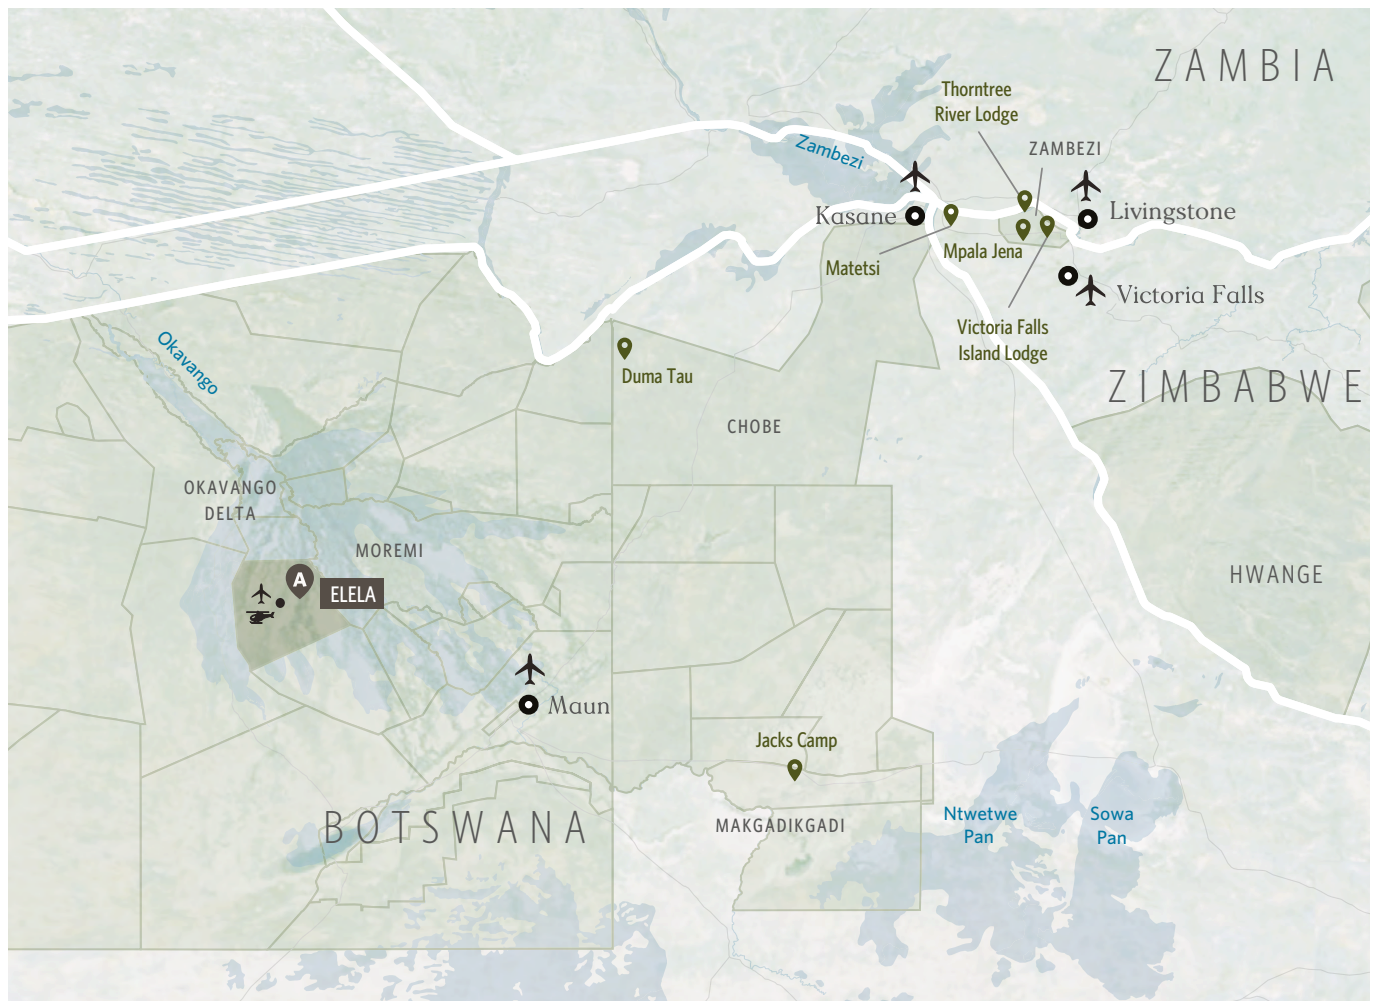 ZAMBIA
Thorntree
River Lodge
ZAMBEZI
Zambezi
Kasane
Livingstone
Mpala Jena
Matetsi
Victoria Falls
Victoria Falls
Island Lodge
Okavango
Duma Tau
ZIMBABWE
CHOBE
OKAVANGO
DELTA
MOREMI
HWANGE
A
ELELA
Maun
Jacks Camp
BOTSWANA
MAKGADIKGADI
Ntwetwe
Pan
Sowa
Pan